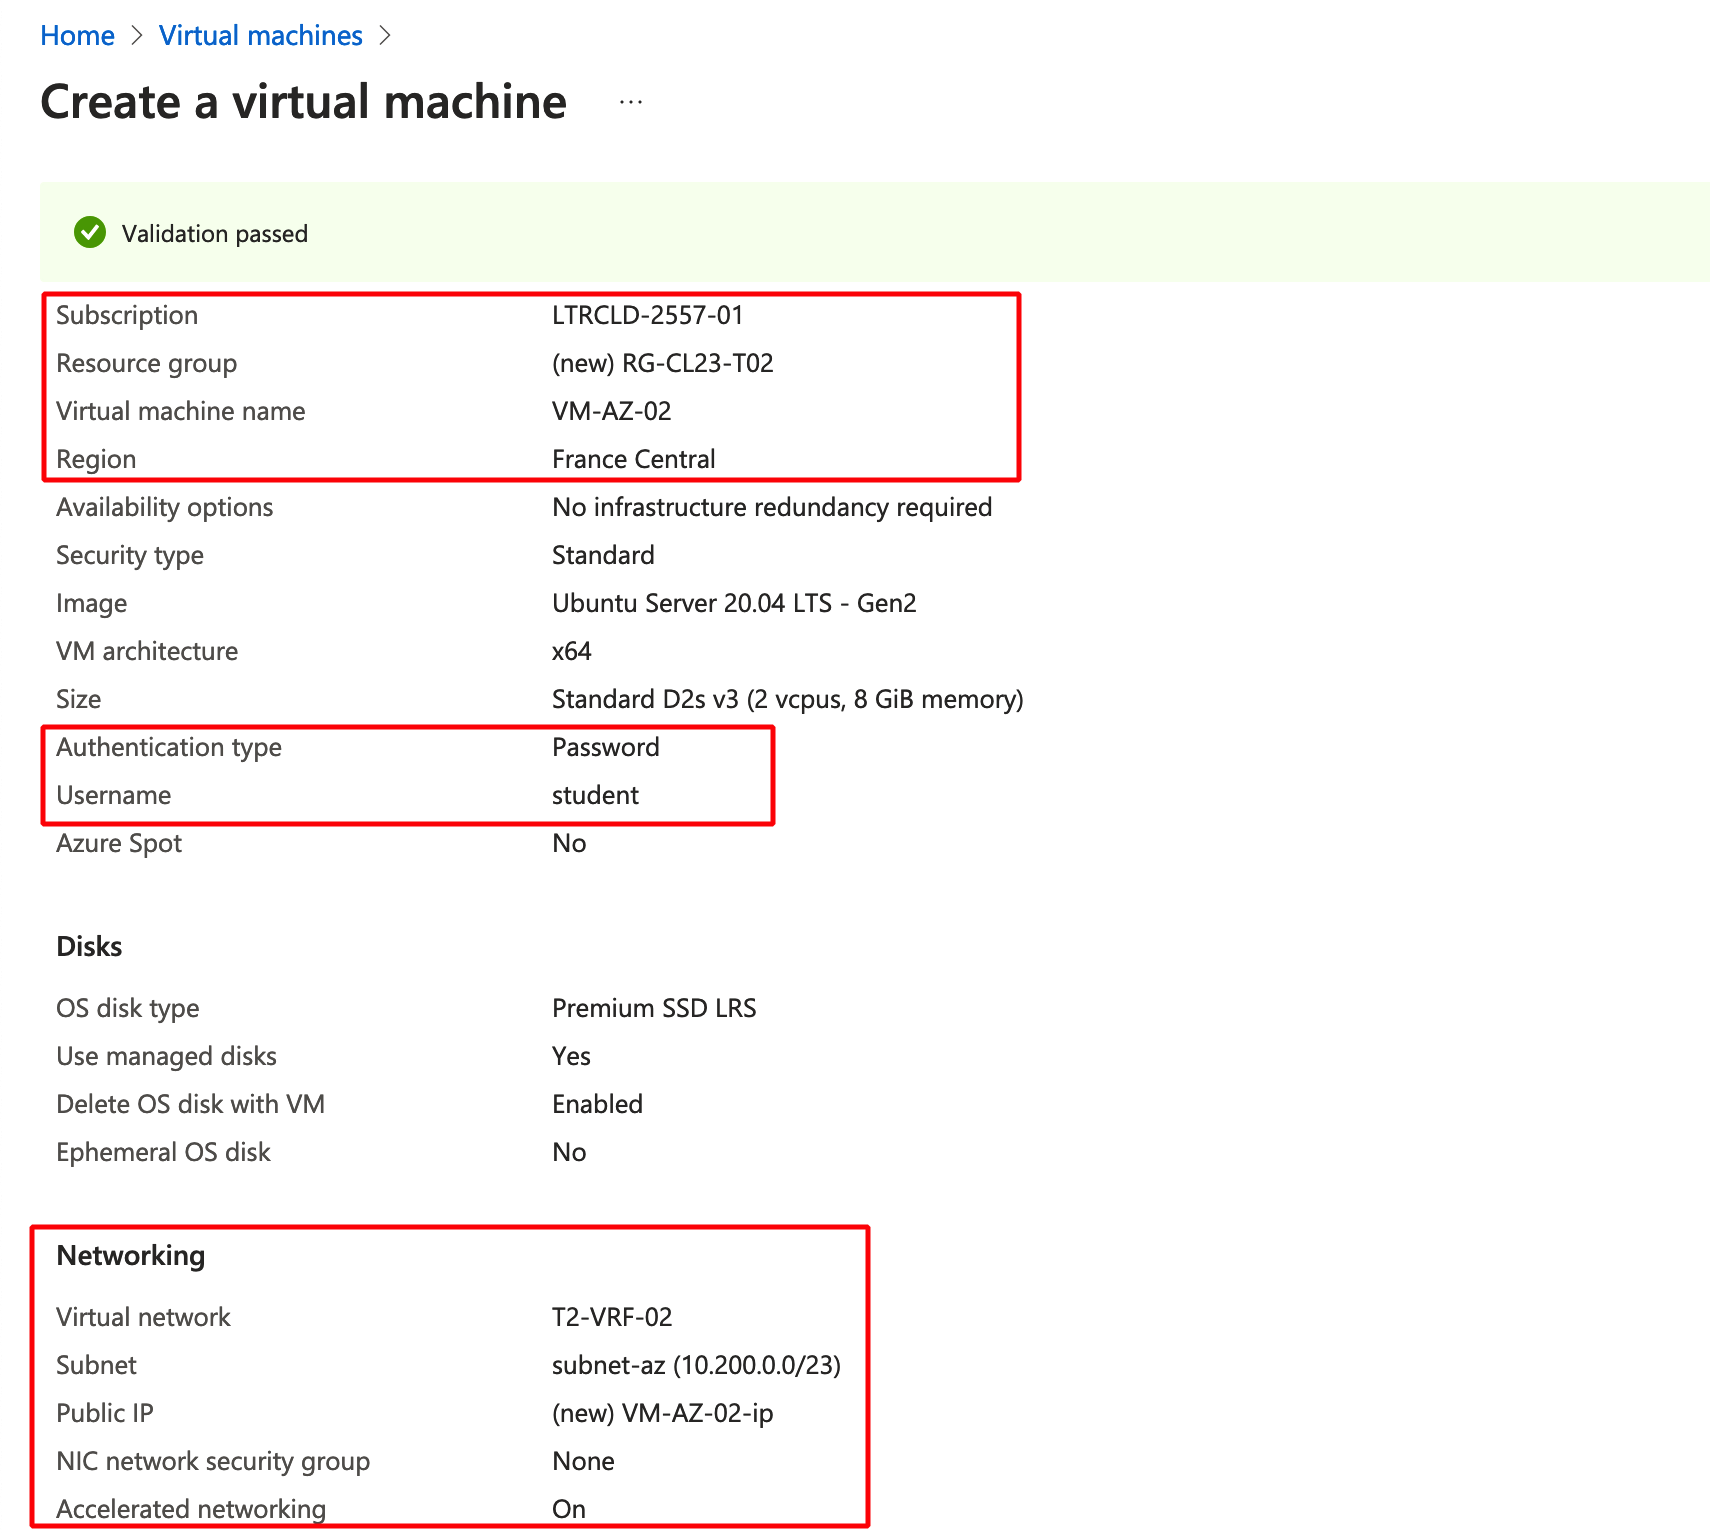 Home > Virtual machines >
Create a virtual machine ...
Validation passed
Subscription LTRCLD-2557-01
Resource group (new) RG-CL23-T02
Virtual machine name VM-AZ-02
Region France Central
Availability options No infrastructure redundancy required
Security type Standard
Image Ubuntu Server 20.04 LTS - Gen2
VM architecture x64
Size Standard D2s v3 (2 vcpus, 8 GiB memory)
Authentication type Password
Username student
Azure Spot No
Disks
OS disk type Premium SSD LRS
Use managed disks Yes
Delete OS disk with VM Enabled
Ephemeral OS disk No
Networking
Virtual network T2-VRF-02
Subnet subnet-az (10.200.0.0/23)
Public IP (new) VM-AZ-02-ip
NIC network security group None
Accelerated networking On